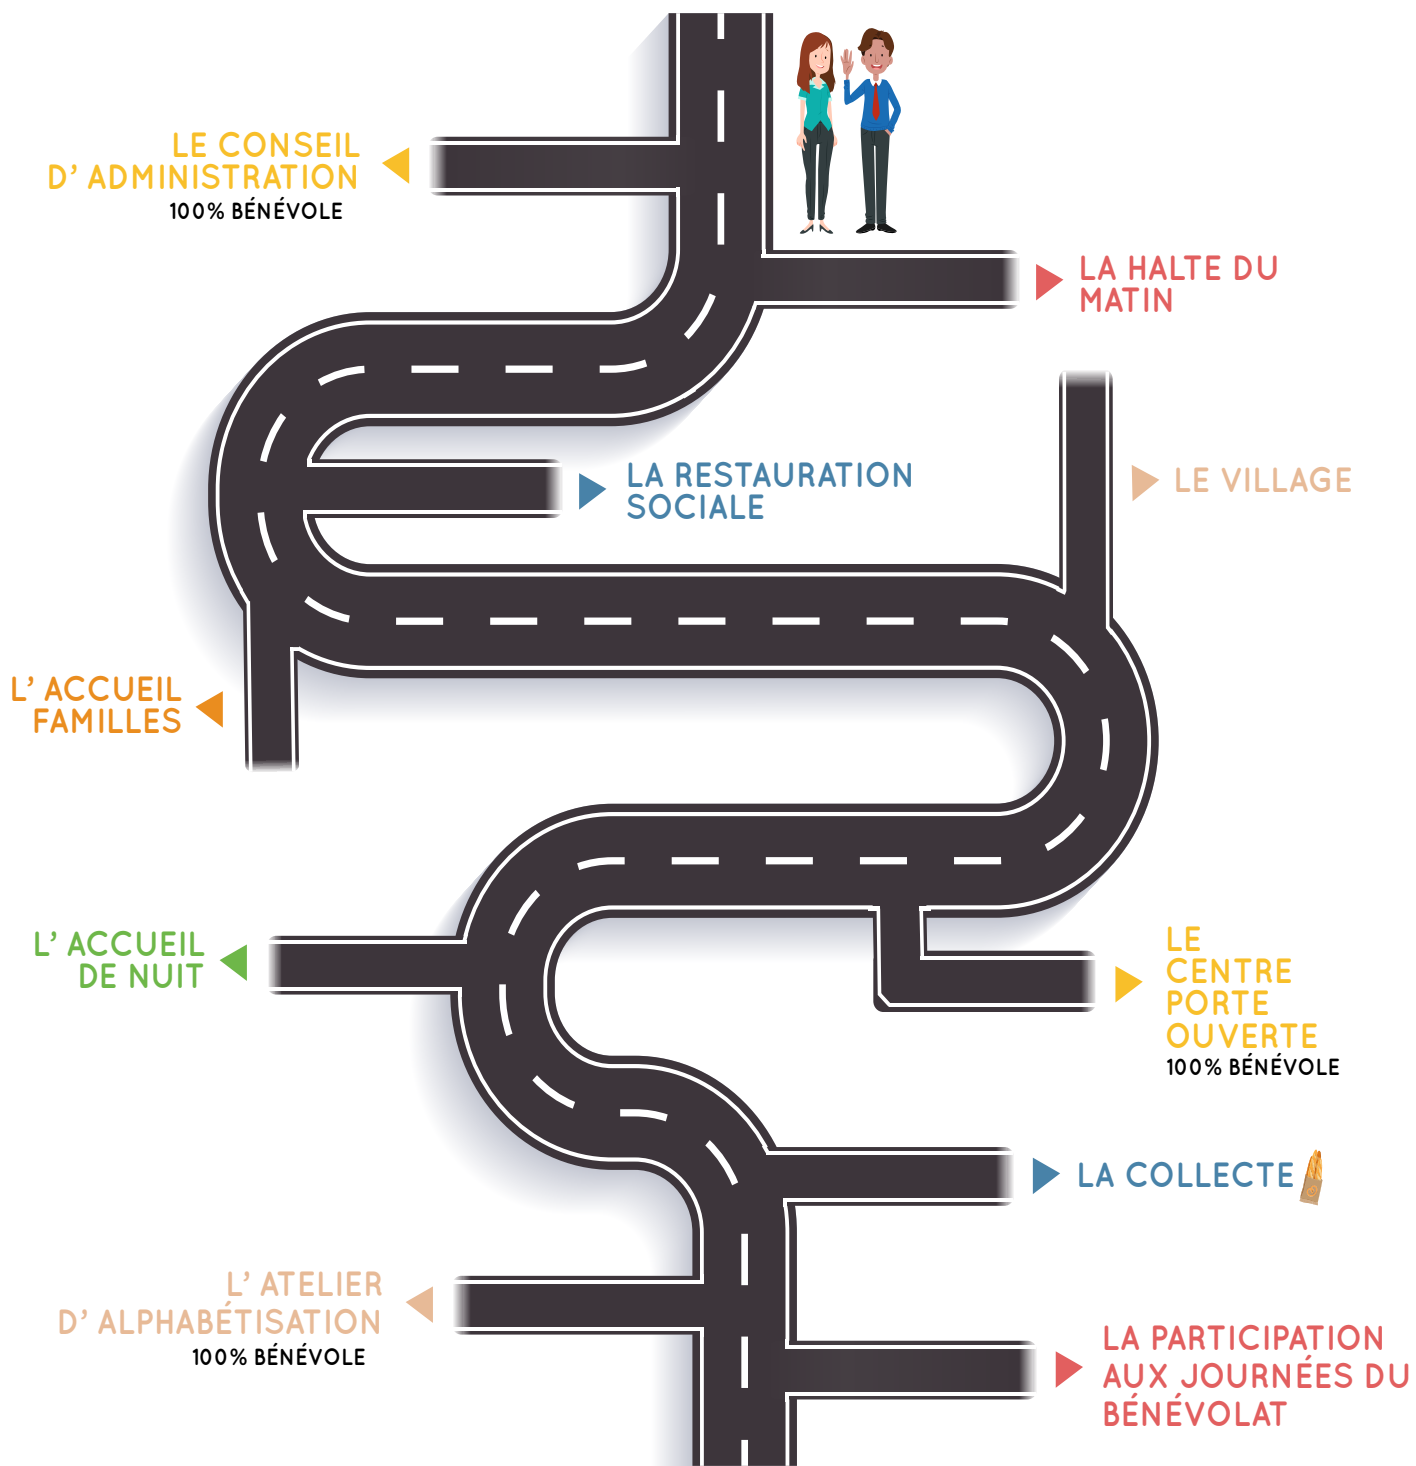 LE CONSEIL
D' ADMINISTRATION
100% BÉNÉVOLE
LA HALTE DU
MATIN
LA RESTAURATION
SOCIALE
LE VILLAGE
L' ACCUEIL
FAMILLES
L' ACCUEIL
DE NUIT
LE
CENTRE
PORTE
OUVERTE
100% BÉNÉVOLE
LA COLLECTE
L' ATELIER
D' ALPHABÉTISATION
100% BÉNÉVOLE
LA PARTICIPATION
AUX JOURNÉES DU
BÉNÉVOLAT